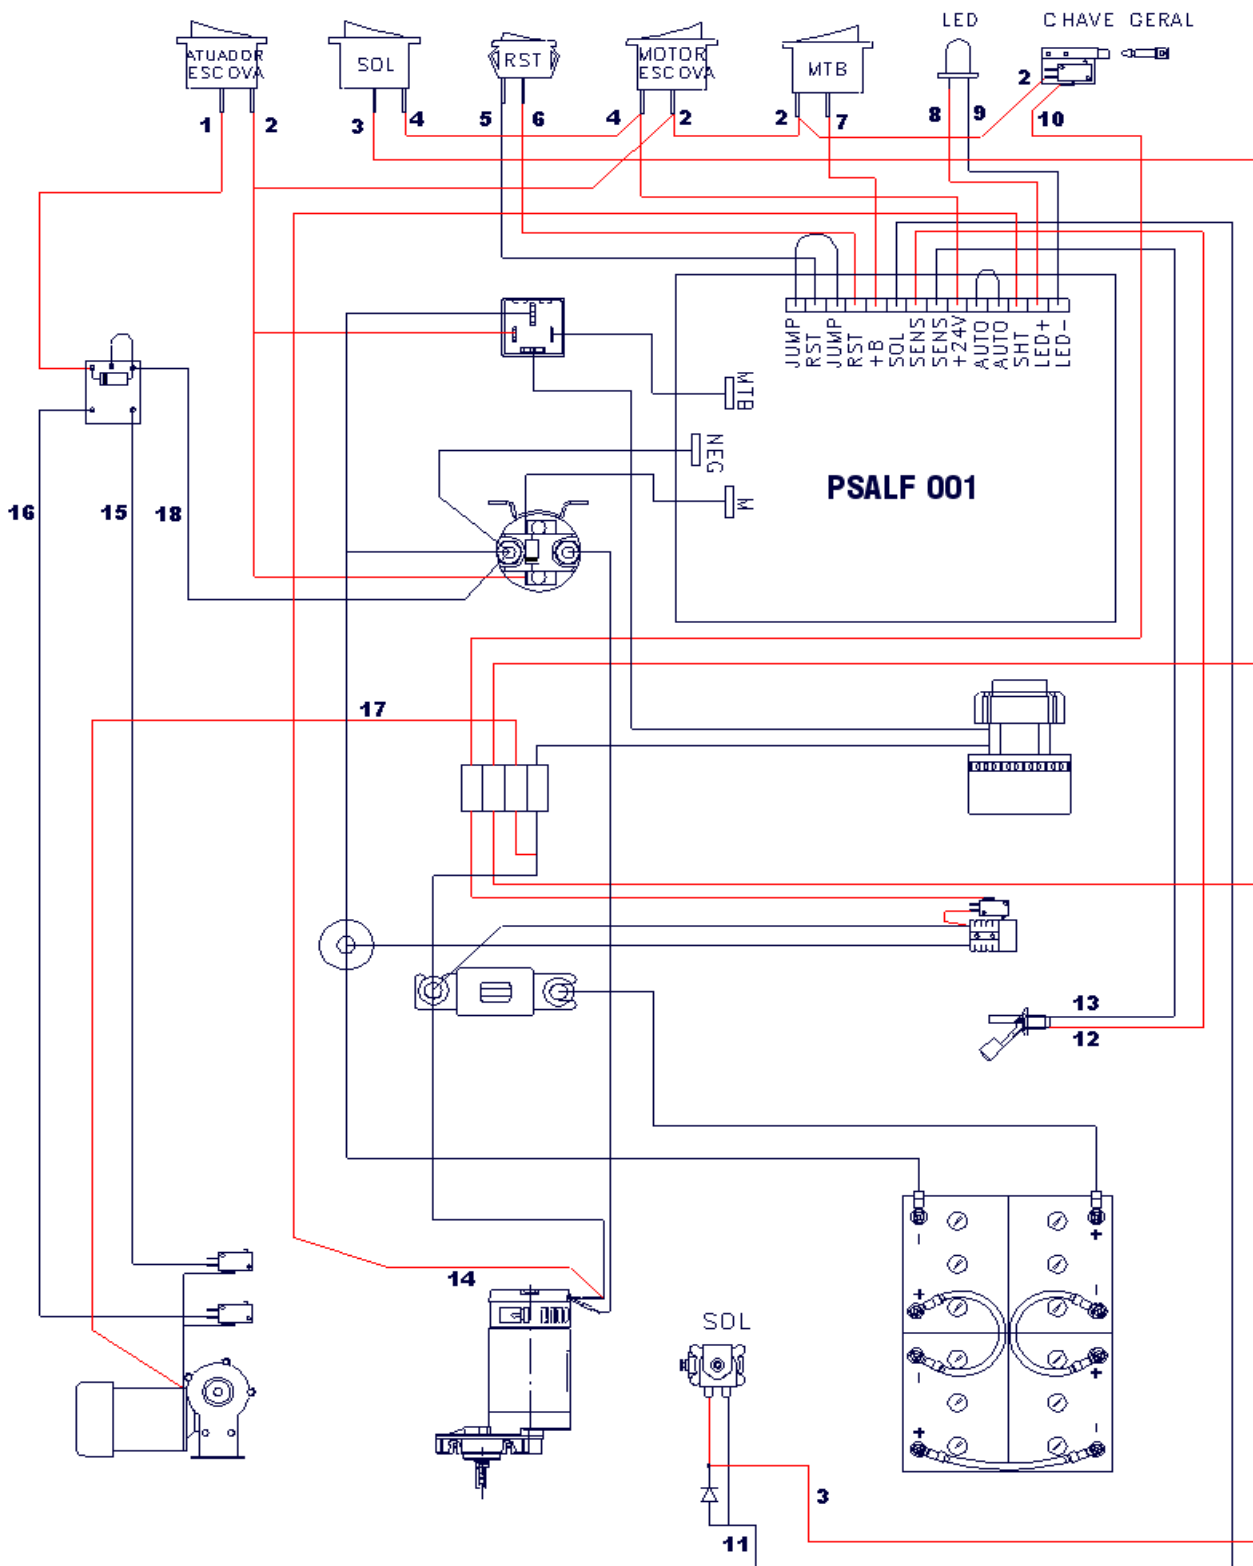 LED
CHAVE GERAL
ATUADOR
ESCOVA
SOL
RST
MOTOR
ESCOVA
MTB
2
1
2
3
4
5
6
4
2
2
7
8
9
10
JUMP
RST
JUMP
RST
+B
SOL
SENS
SENS
+24V
AUTO
AUTO
SHT
LED+
LED-
MTB
NEG
M
PSALF 001
16
15
18
17
13
12
14
SOL
3
11
-
+
+
-
-
+
+
-